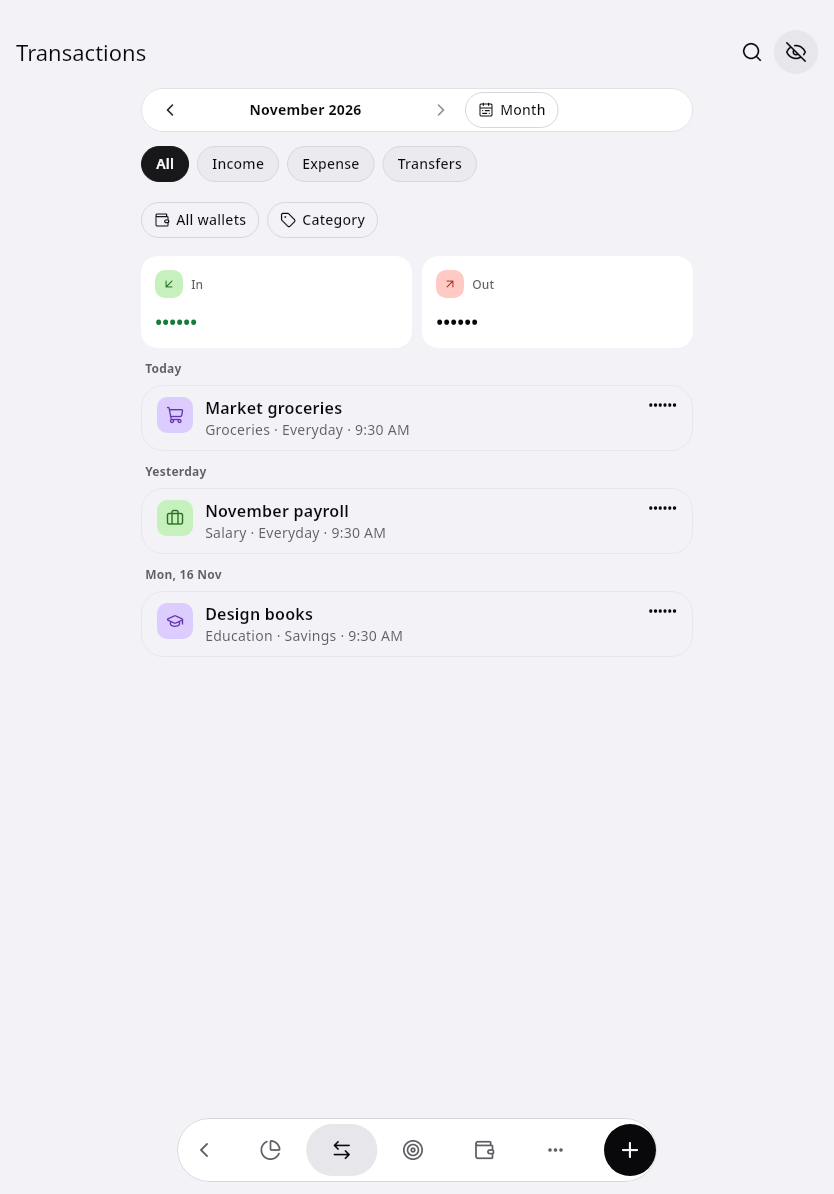 Transactions
November 2026
Month
All
Income
Expense
Transfers
All wallets
Category
In
Out
••••••
••••••
Today
Market groceries
••••••
Groceries · Everyday · 9:30 AM
Yesterday
November payroll
••••••
Salary · Everyday · 9:30 AM
Mon, 16 Nov
Design books
••••••
Education · Savings · 9:30 AM